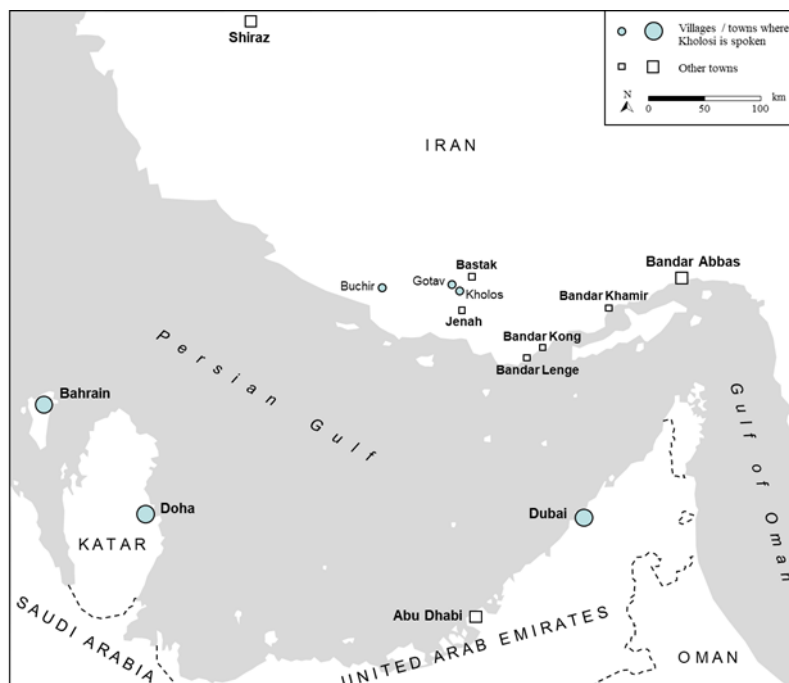 Shiraz
Villages / towns where
Kholosi is spoken
Other towns
N
km
0 50 100
IRAN
Bastak
Gotav
Kholos
Buchir
Jenah
Bandar Abbas
Bandar Khamir
Bandar Kong
Bandar Lenge
Persian Gulf
Gulf of Oman
Bahrain
Doha
KATAR
Dubai
Abu Dhabi
SAUDI ARABIA
UNITED ARAB EMIRATES
OMAN